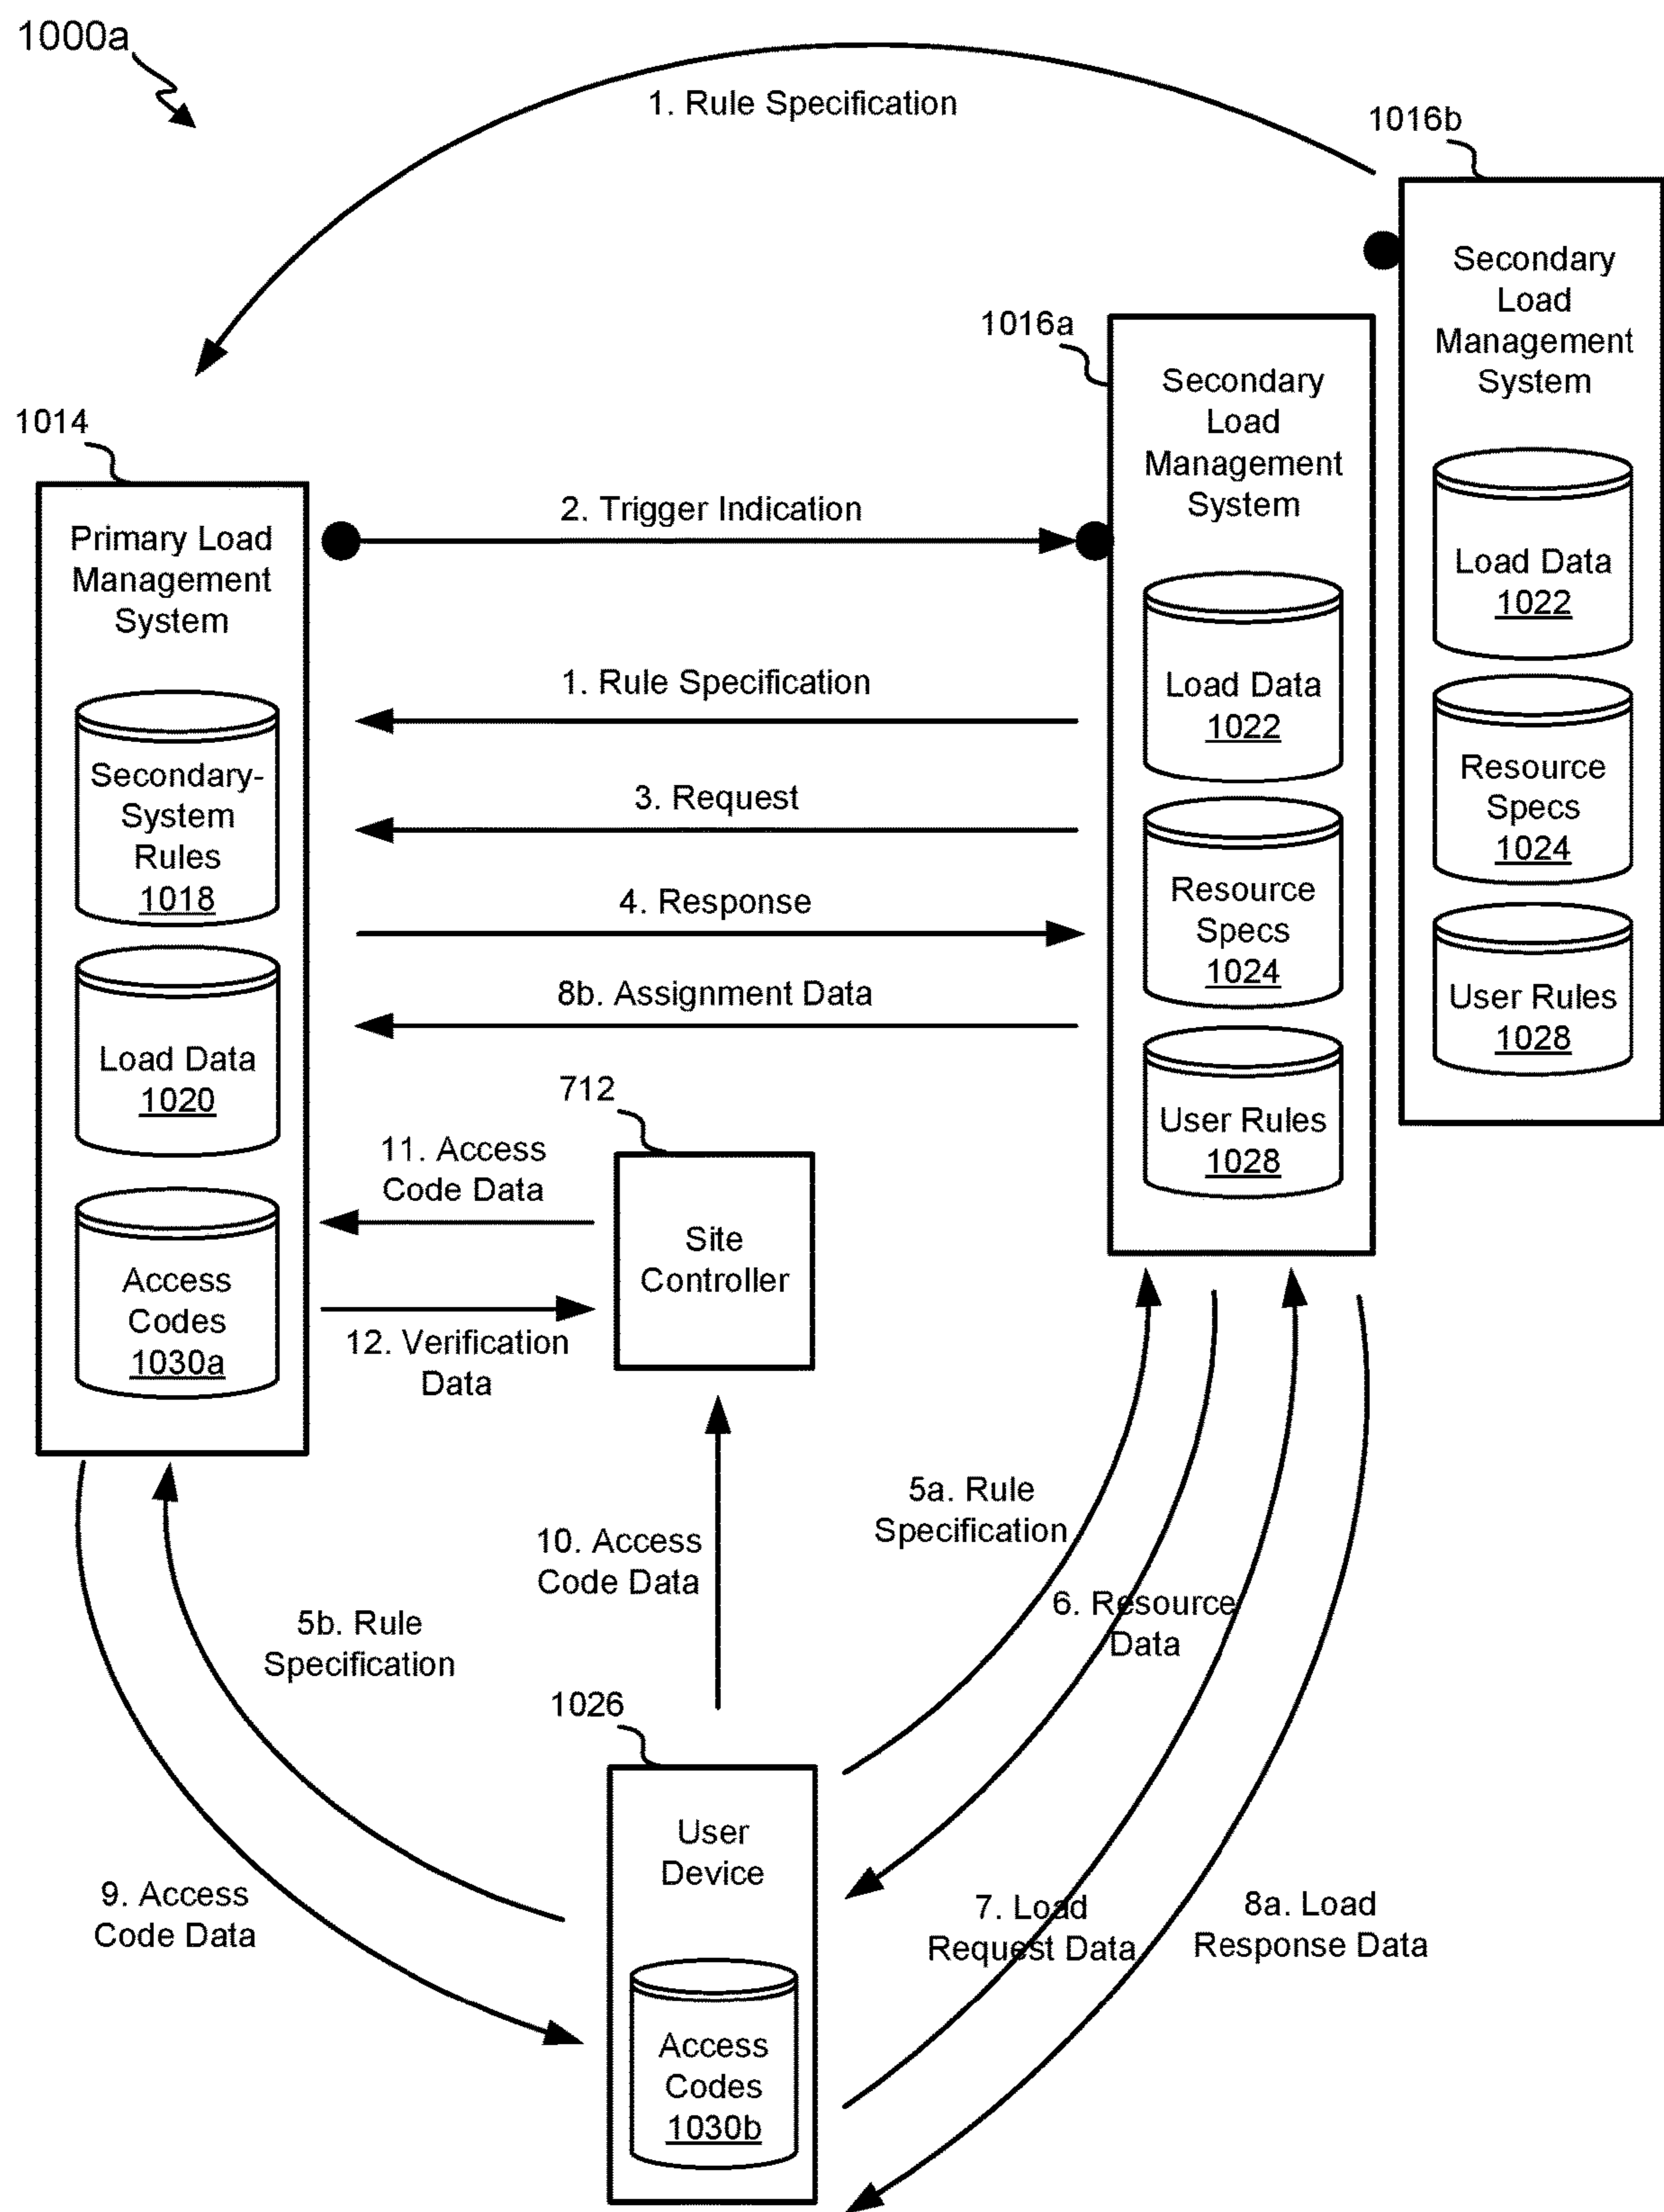 1000a
1. Rule Specification
1016b
Secondary
Load
Management
System
Load Data
1022
Resource
Specs
1024
User Rules
1028
1016a
Secondary
Load
Management
System
Load Data
1022
Resource
Specs
1024
User Rules
1028
1014
Primary Load
Management
System
Secondary-
System
Rules
1018
Load Data
1020
Access
Codes
1030a
2. Trigger Indication
1. Rule Specification
3. Request
4. Response
8b. Assignment Data
712
Site
Controller
11. Access
Code Data
12. Verification
Data
10. Access
Code Data
5a. Rule
Specification
6. Resource
Data
5b. Rule
Specification
1026
User
Device
Access
Codes
1030b
9. Access
Code Data
7. Load
Request Data
8a. Load
Response Data